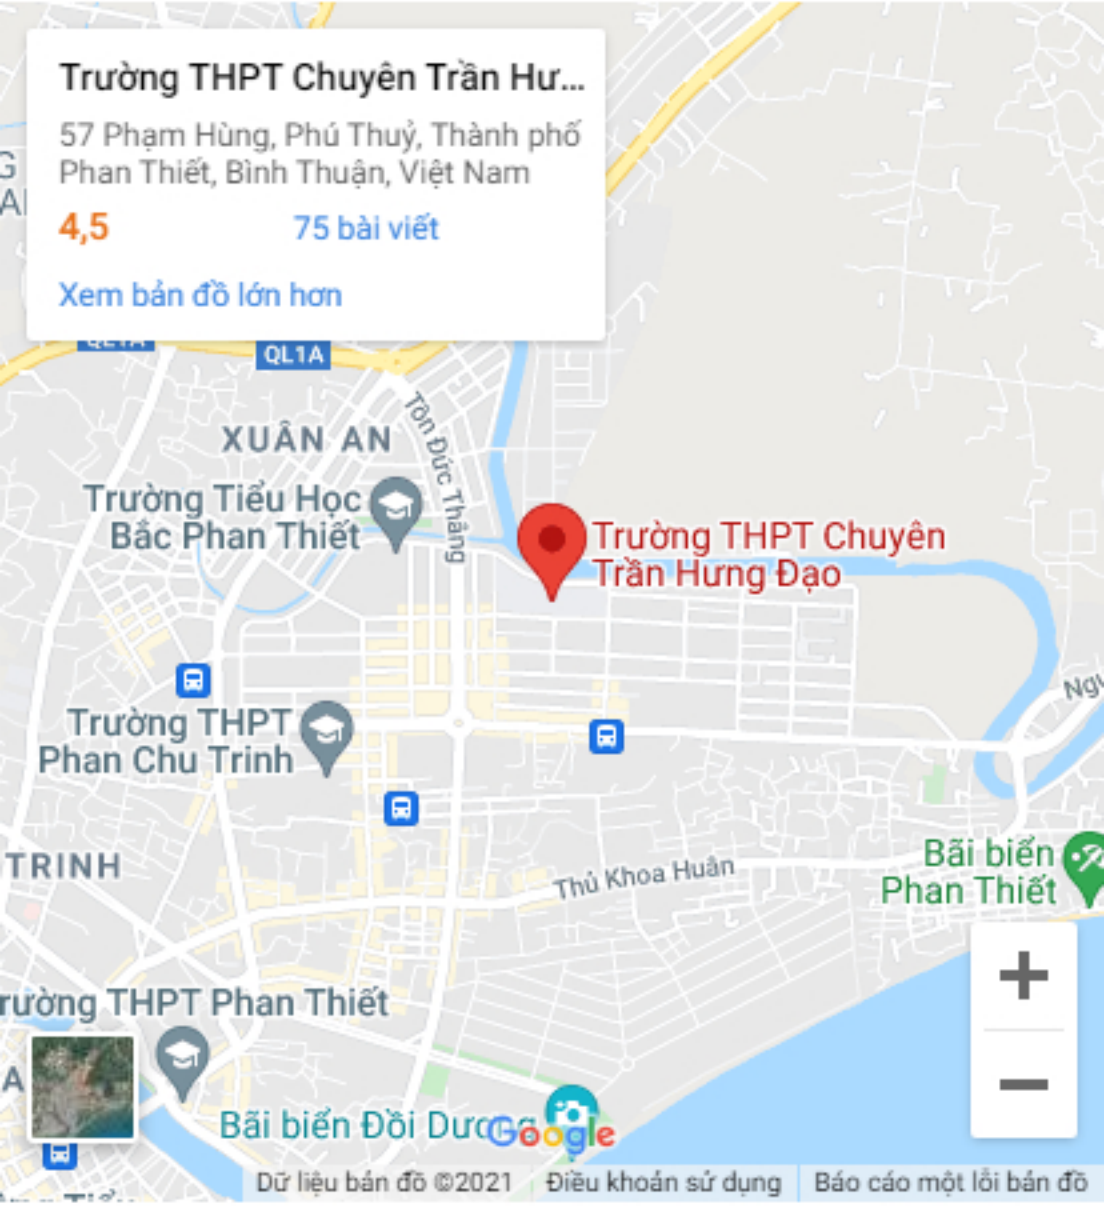 Trường THPT Chuyên Trần Hư...
57 Phạm Hùng, Phú Thuỷ, Thành phố
Phan Thiết, Bình Thuận, Việt Nam
4,5
75 bài viết
Xem bản đồ lớn hơn
G
QL1A
QL1A
XUÂN AN
Tôn Đức Thắng
Trường Tiểu Học
Bắc Phan Thiết
Trường THPT Chuyên
Trần Hưng Đạo
Trường THPT
Phan Chu Trinh
TRINH
Thủ Khoa Huân
Bãi biển
Phan Thiết
rường THPT Phan Thiết
A
Bãi biển Đồi Dương
Google
Dữ liệu bản đồ ©2021
Điều khoản sử dụng
Báo cáo một lỗi bản đồ